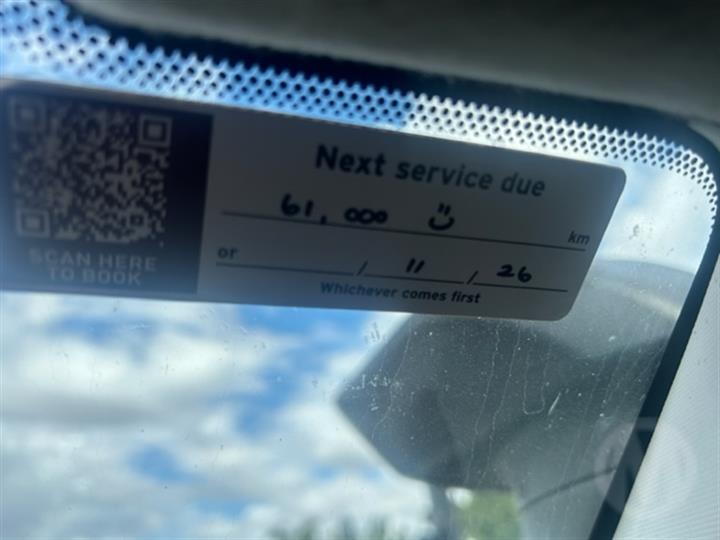 SCAN HERE
TO BOOK
Next service due
61,000 km
or / 11 / 26
Whichever comes first